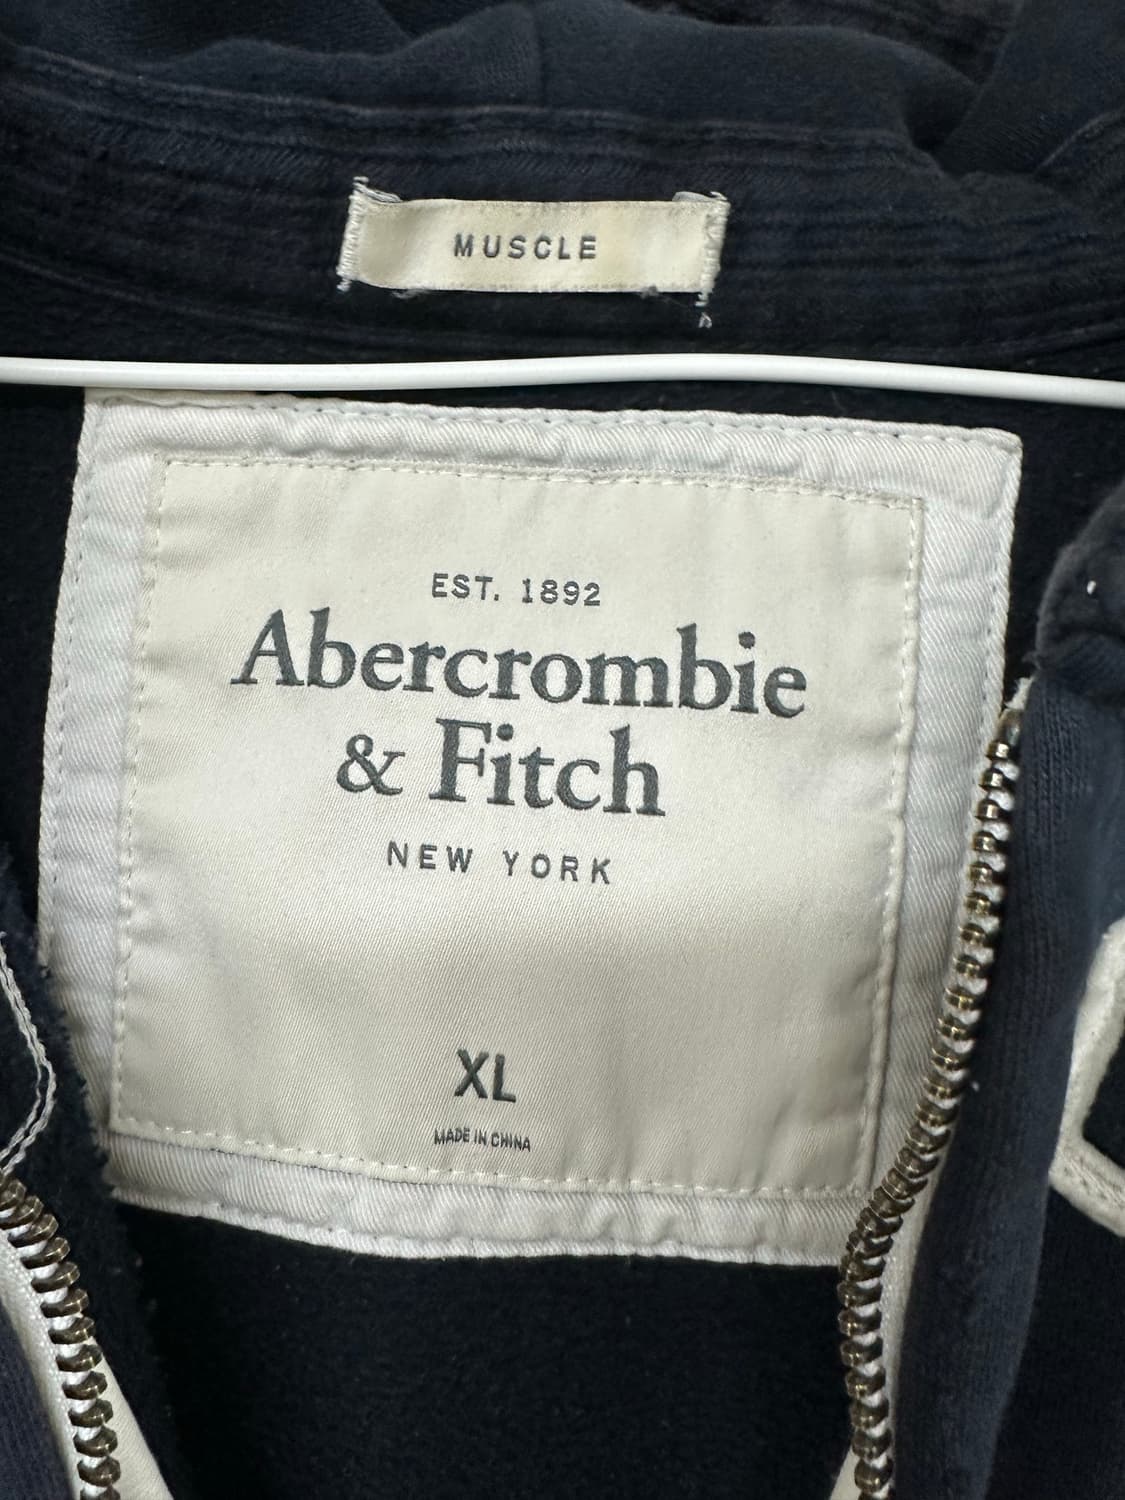 MUSCLE
EST. 1892
Abercrombie
& Fitch
NEW YORK
XL
MADE IN CHINA